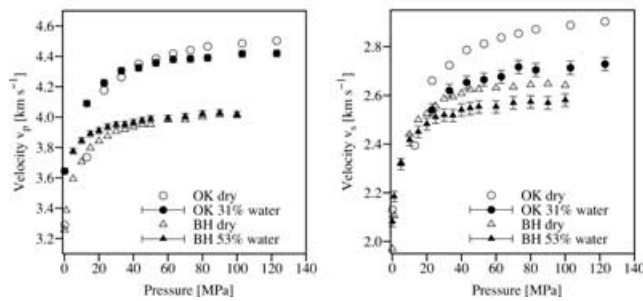 4.6
4.4
4.2
4.0
3.8
3.6
3.4
3.2
Velocity vp [km s⁻¹]
OK dry
OK 31% water
BH dry
BH 53% water
0 20 40 60 80 100 120 140
Pressure [MPa]
2.8
2.6
2.4
2.2
2.0
Velocity vs [km s⁻¹]
OK dry
OK 31% water
BH dry
BH 53% water
0 20 40 60 80 100 120 140
Pressure [MPa]